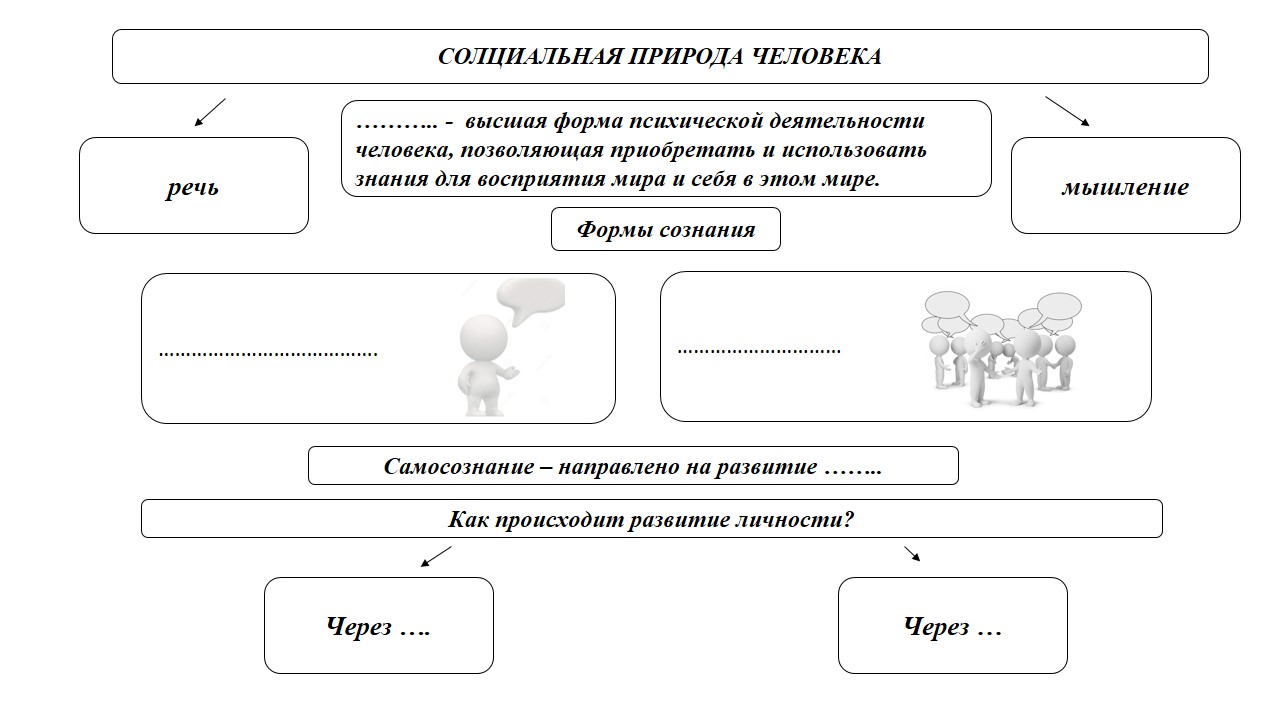 СОЛЦИАЛЬНАЯ ПРИРОДА ЧЕЛОВЕКА
……….. - высшая форма психической деятельности
человека, позволяющая приобретать и использовать
знания для восприятия мира и себя в этом мире.
речь
мышление
Формы сознания
………………………………….
…………………………
Самосознание – направлено на развитие ……..
Как происходит развитие личности?
Через ….
Через …